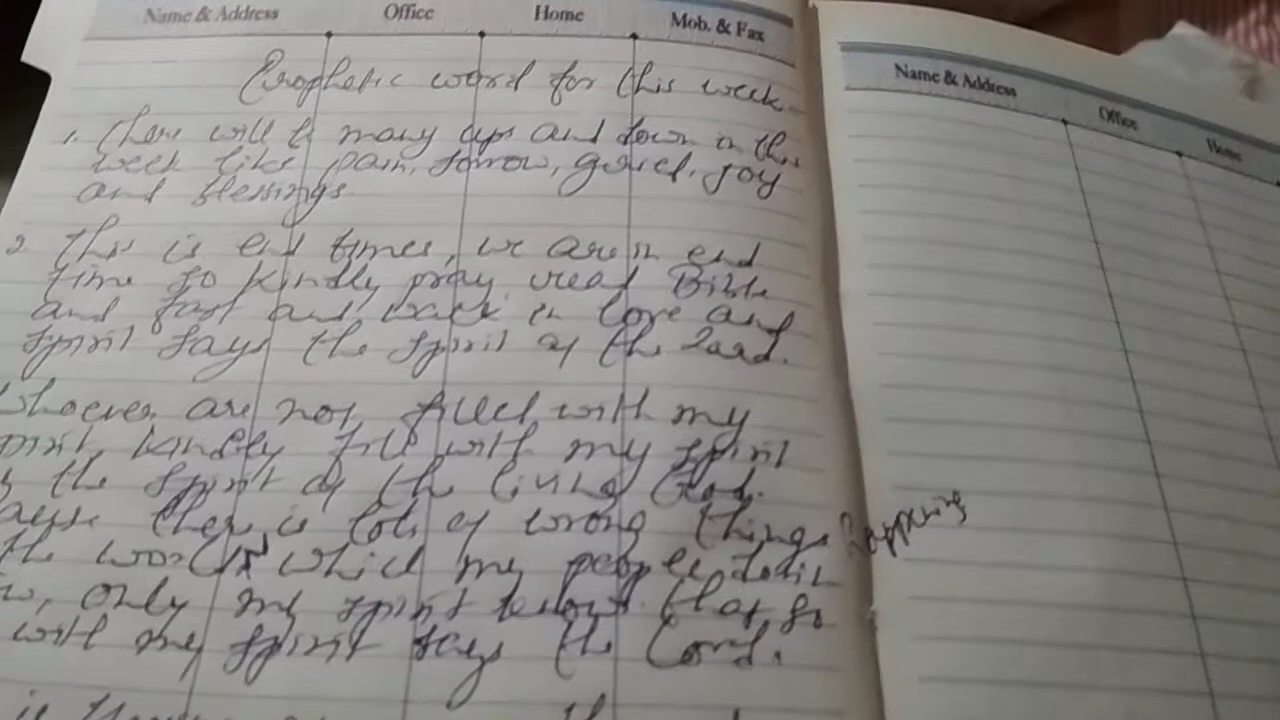 Name & Address Office Home Mob. & Fax
Prophetic word for this week
1. there will be many ups and down in this
week like pain, sorrow, grief, joy
and blessings
2 This is end times, we are in end
time so kindly pray read Bible
and fast and walk in love and
spirit says the spirit of the Lord.
whoever are not filled with my
kindly fill with my spirit
the spirit of the living God.
there is lots of wrong things happening
the world which my people
only my spirit knows that, so
with my spirit says the Lord.
is
Name & Address Office Home